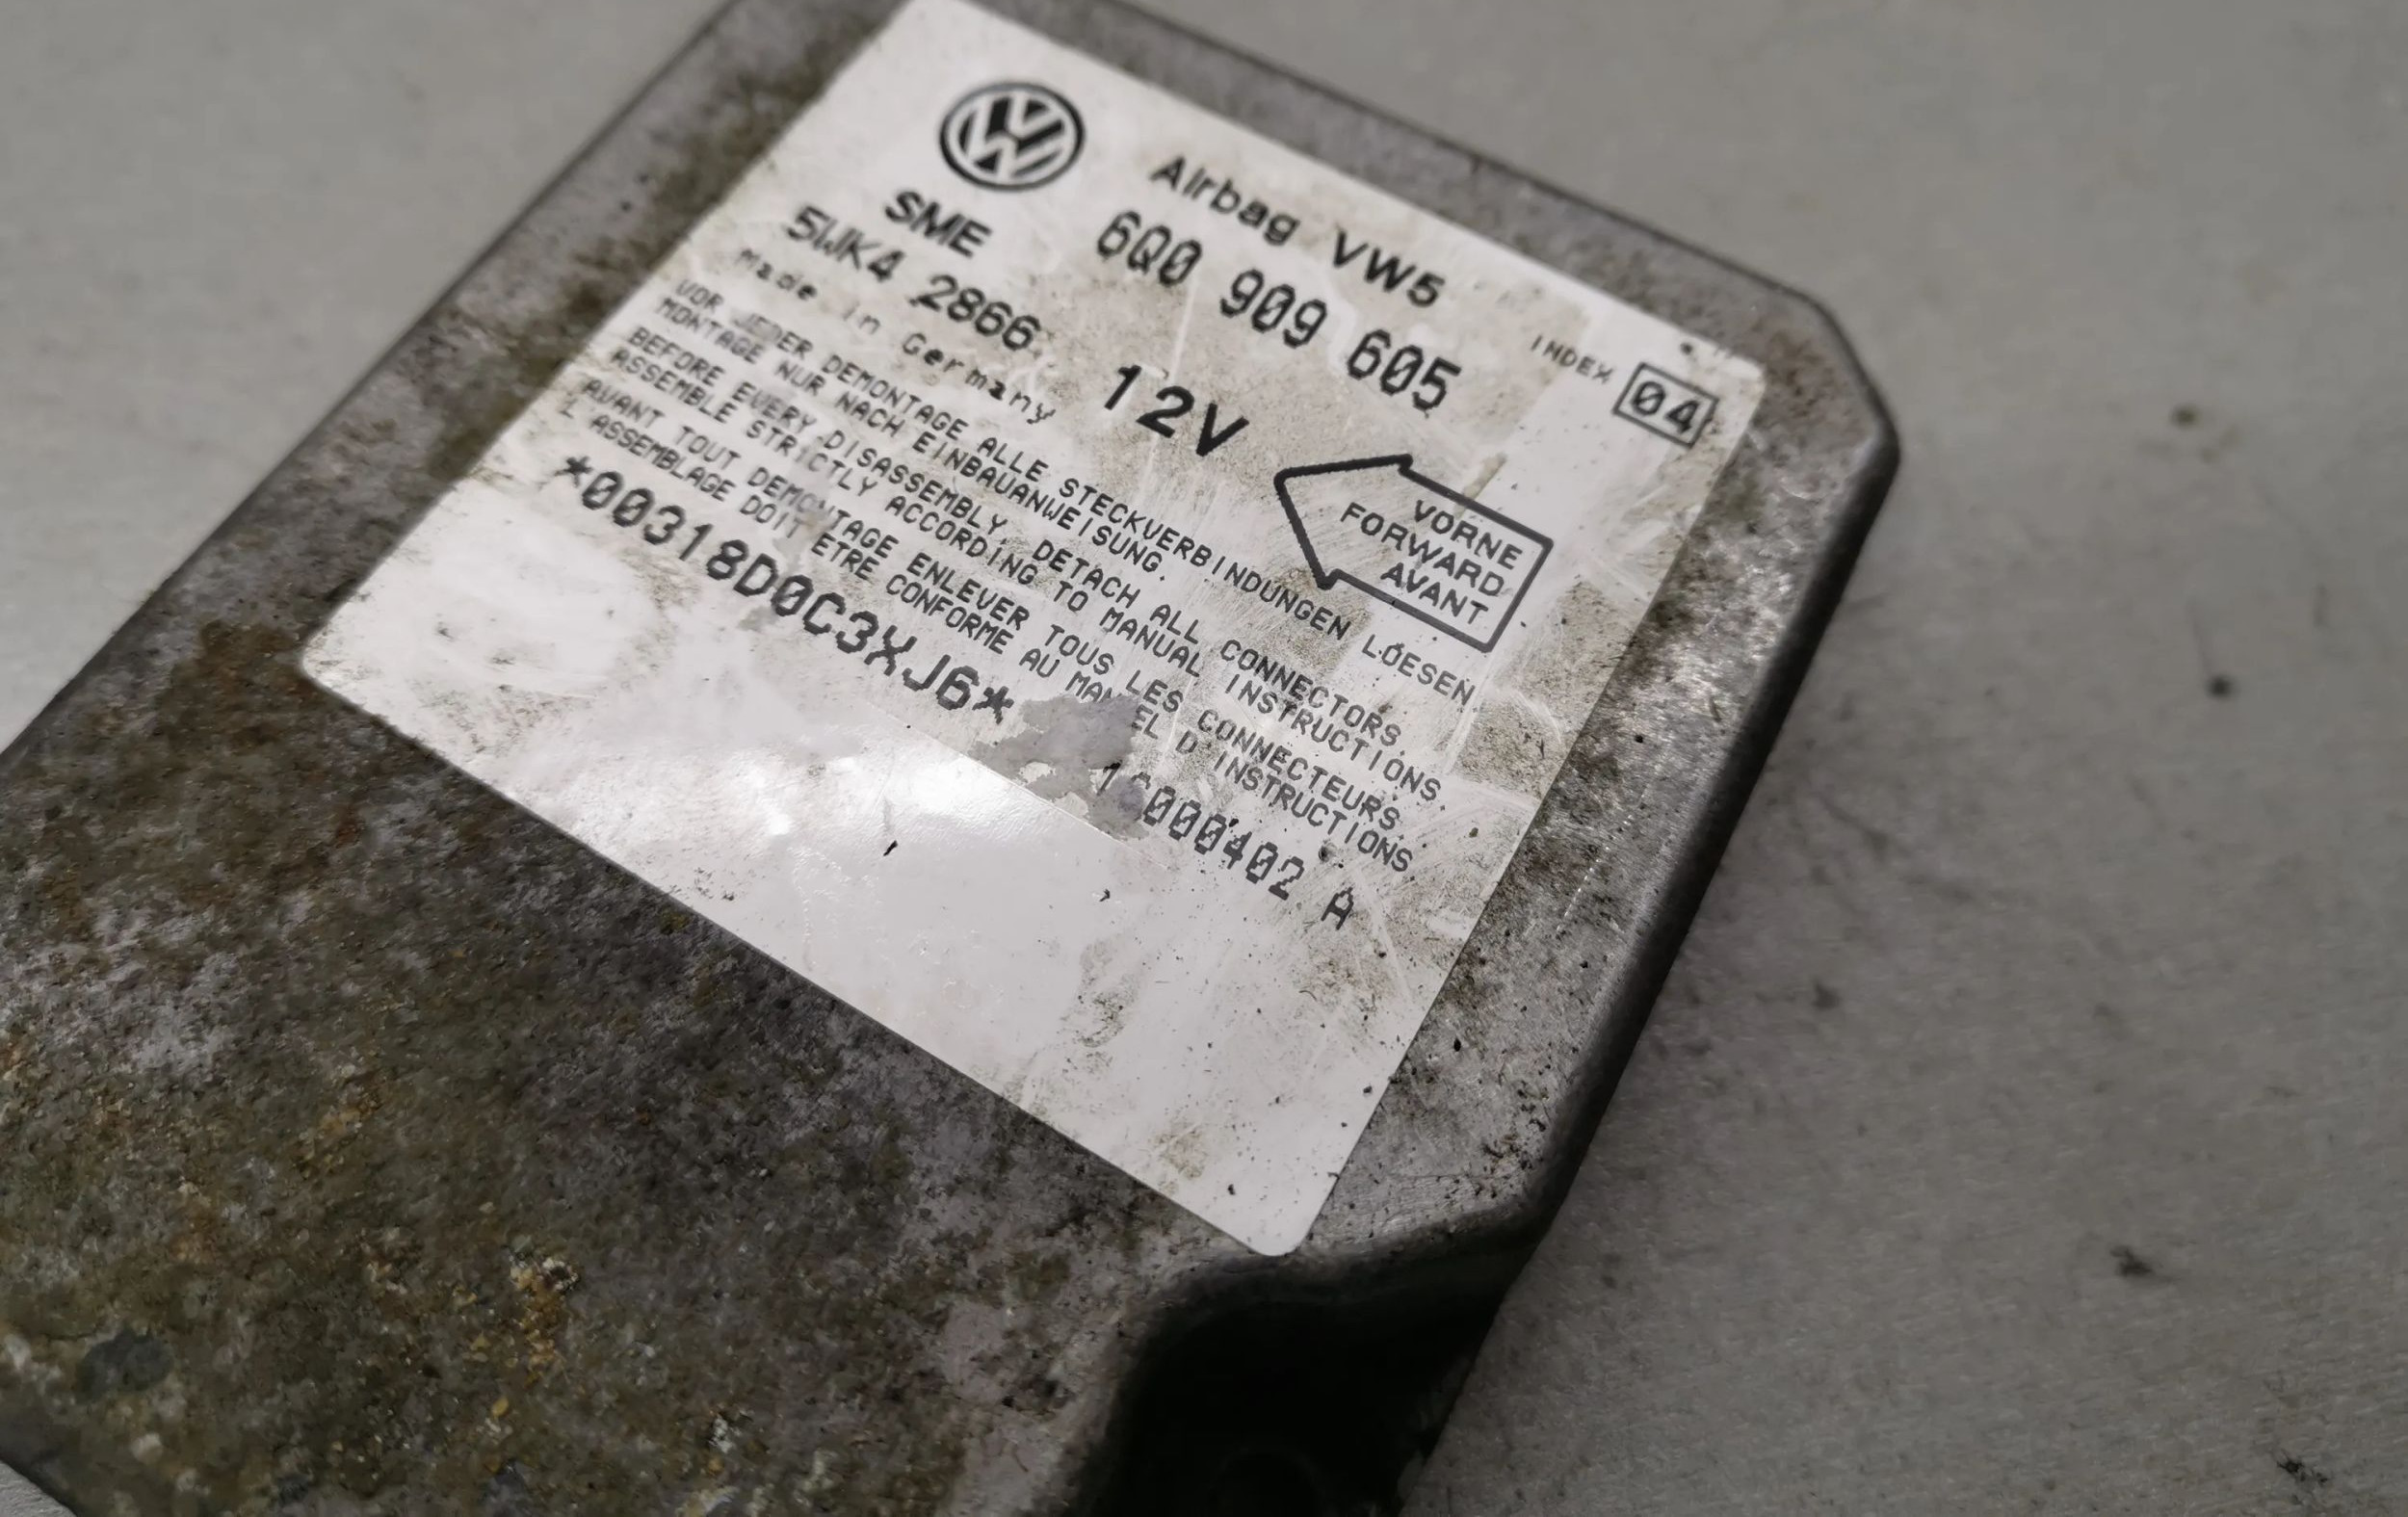 Airbag VW5
SME 6Q0 909 605 INDEX 04
5WK4 2866 12V
Made in Germany
VORNE
FORWARD
AVANT
VOR JEDER DEMONTAGE ALLE STECKVERBINDUNGEN LOESEN
MONTAGE NUR NACH EINBAUANWEISUNG.
BEFORE EVERY DISASSEMBLY, DETACH ALL CONNECTORS.
ASSEMBLE STRICTLY ACCORDING TO MANUAL INSTRUCTIONS.
AVANT TOUT DEMONTAGE ENLEVER TOUS LES CONNECTEURS.
L'ASSEMBLAGE DOIT ETRE CONFORME AU D'INSTRUCTIONS
*00318D0C3XJ6*
A